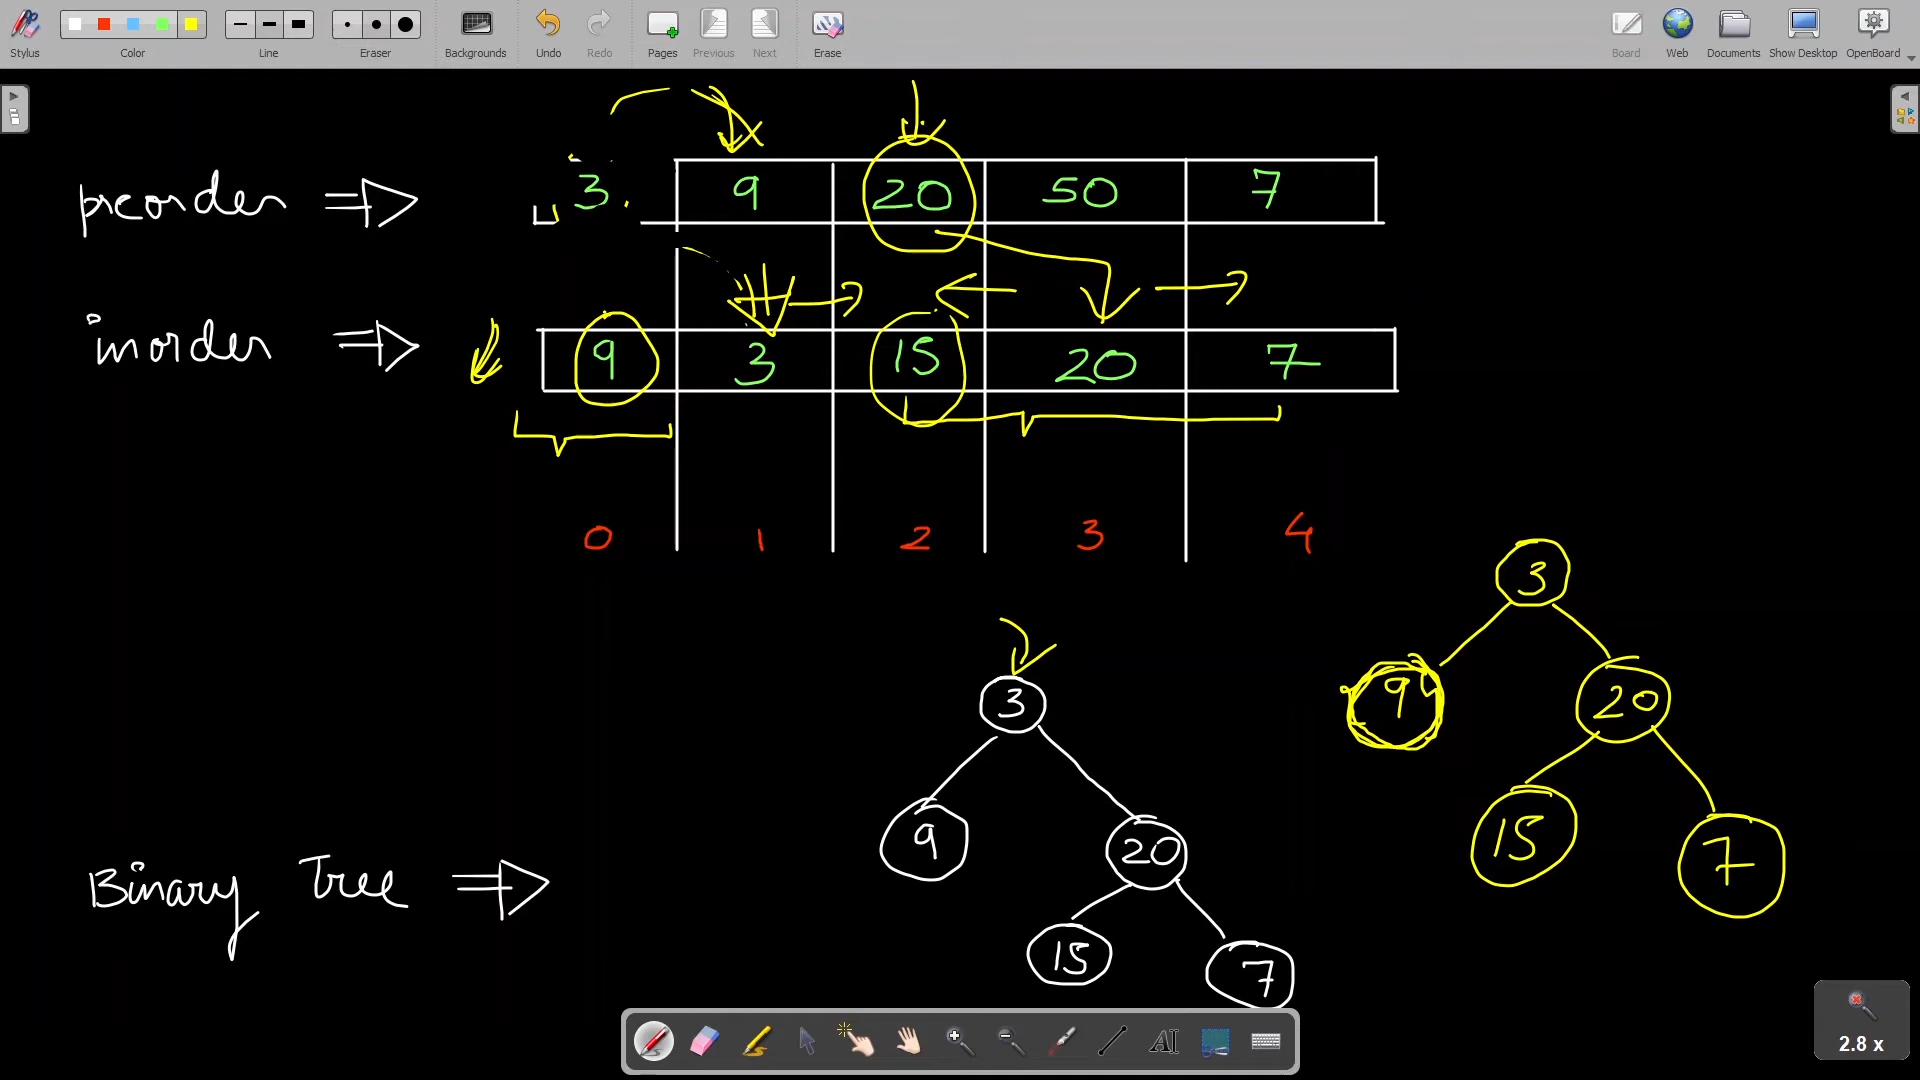 Stylus Color Line Eraser Backgrounds Undo Redo Pages Previous Next Erase Board Web Documents Show Desktop OpenBoard
preorder ⇒ 3 9 20 50 7
inorder ⇒ 9 3 15 20 7
0 1 2 3 4
3
9 20
15 7
3
9 20
15 7
Binary Tree ⇒
2.8 x